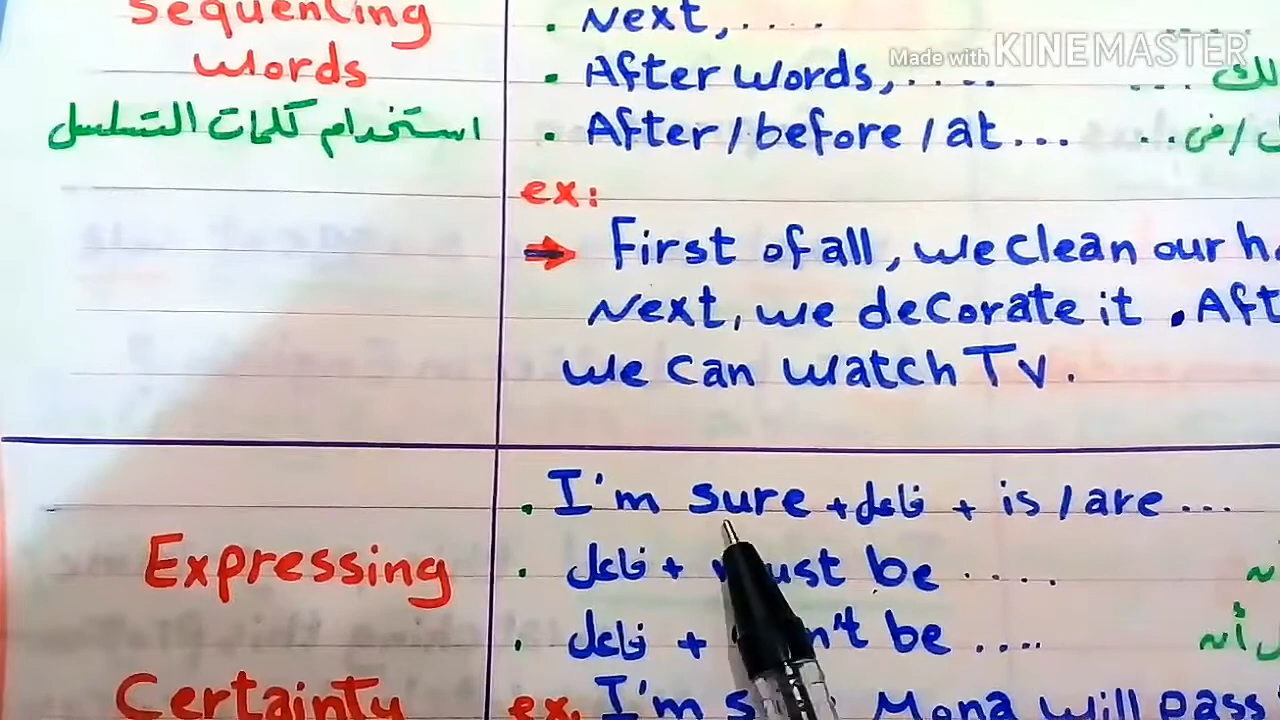 Sequencing
words
استخدام كلمات التسلسل
. Next, ....
. After words, ....
. After / before / at ...
ex:
First of all, we clean our
Next, we decorate it .
we can watch Tv.
Expressing
Certainty
. I'm sure + فاعل + is / are ...
. فاعل + must be ....
. فاعل + can't be ....
ex. I'm Mona will pass
Made with KINEMASTER